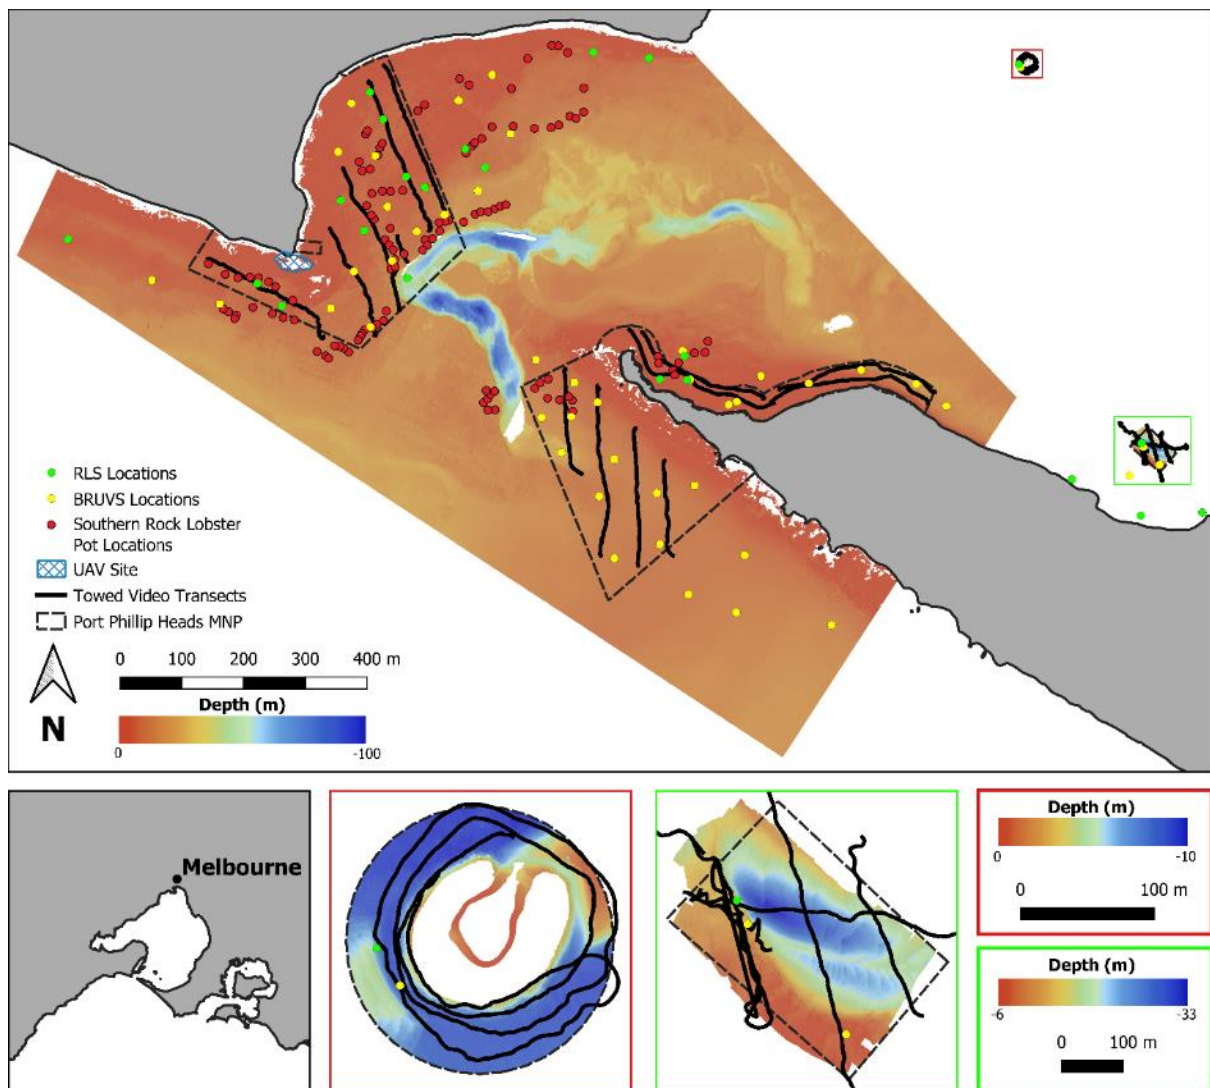 RLS Locations
BRUVS Locations
Southern Rock Lobster
Pot Locations
UAV Site
Towed Video Transects
Port Phillip Heads MNP
0 100 200 300 400 m
N
Depth (m)
0 -100
Melbourne
Depth (m)
0 -10
0 100 m
Depth (m)
-6 -33
0 100 m